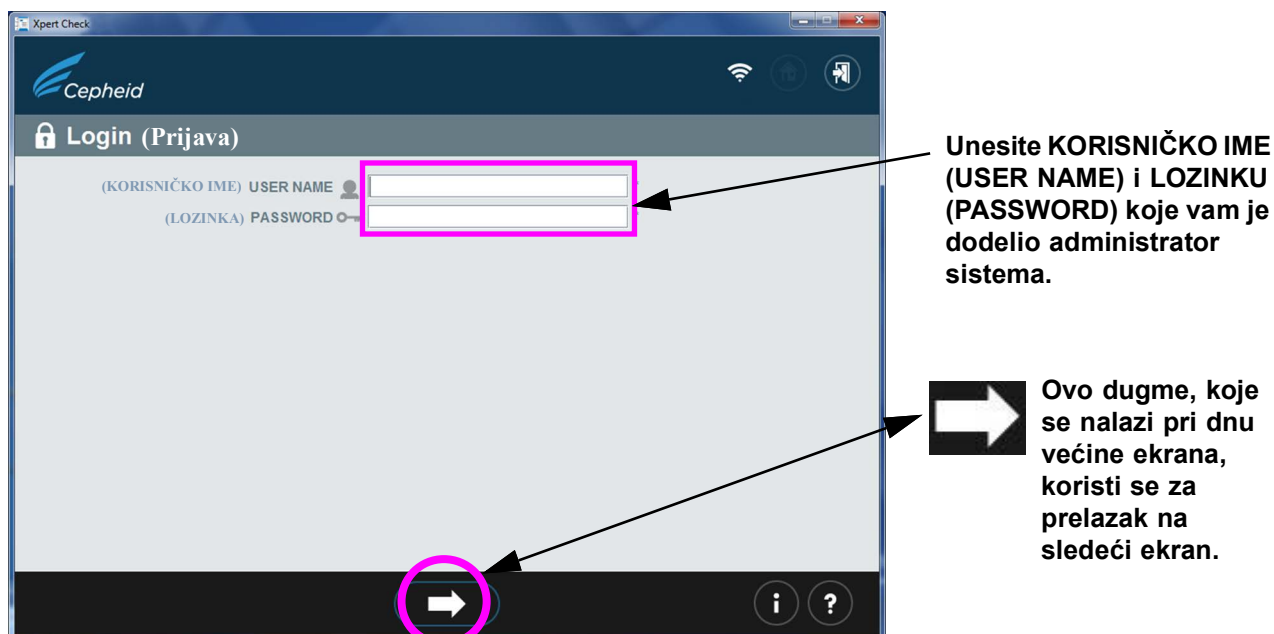 Xpert Check
Cepheid
Login (Prijava)
(KORISNIČKO IME) USER NAME
(LOZINKA) PASSWORD
Unesite KORISNIČKO IME
(USER NAME) i LOZINKU
(PASSWORD) koje vam je
dodelio administrator
sistema.
Ovo dugme, koje
se nalazi pri dnu
većine ekrana,
koristi se za
prelazak na
sledeći ekran.
i ?